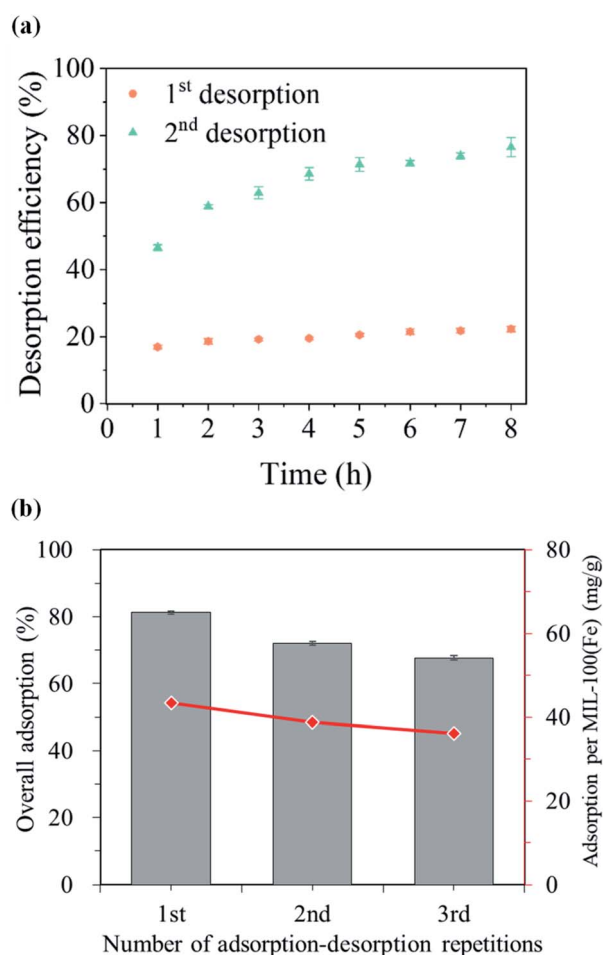 (a)
Desorption efficiency (%)
100
80
60
40
20
0
1st desorption
2nd desorption
0 1 2 3 4 5 6 7 8
Time (h)
(b)
Overall adsorption (%)
100
80
60
40
20
0
80
60
40
20
0
Adsorption per MIL-100(Fe) (mg/g)
1st 2nd 3rd
Number of adsorption-desorption repetitions